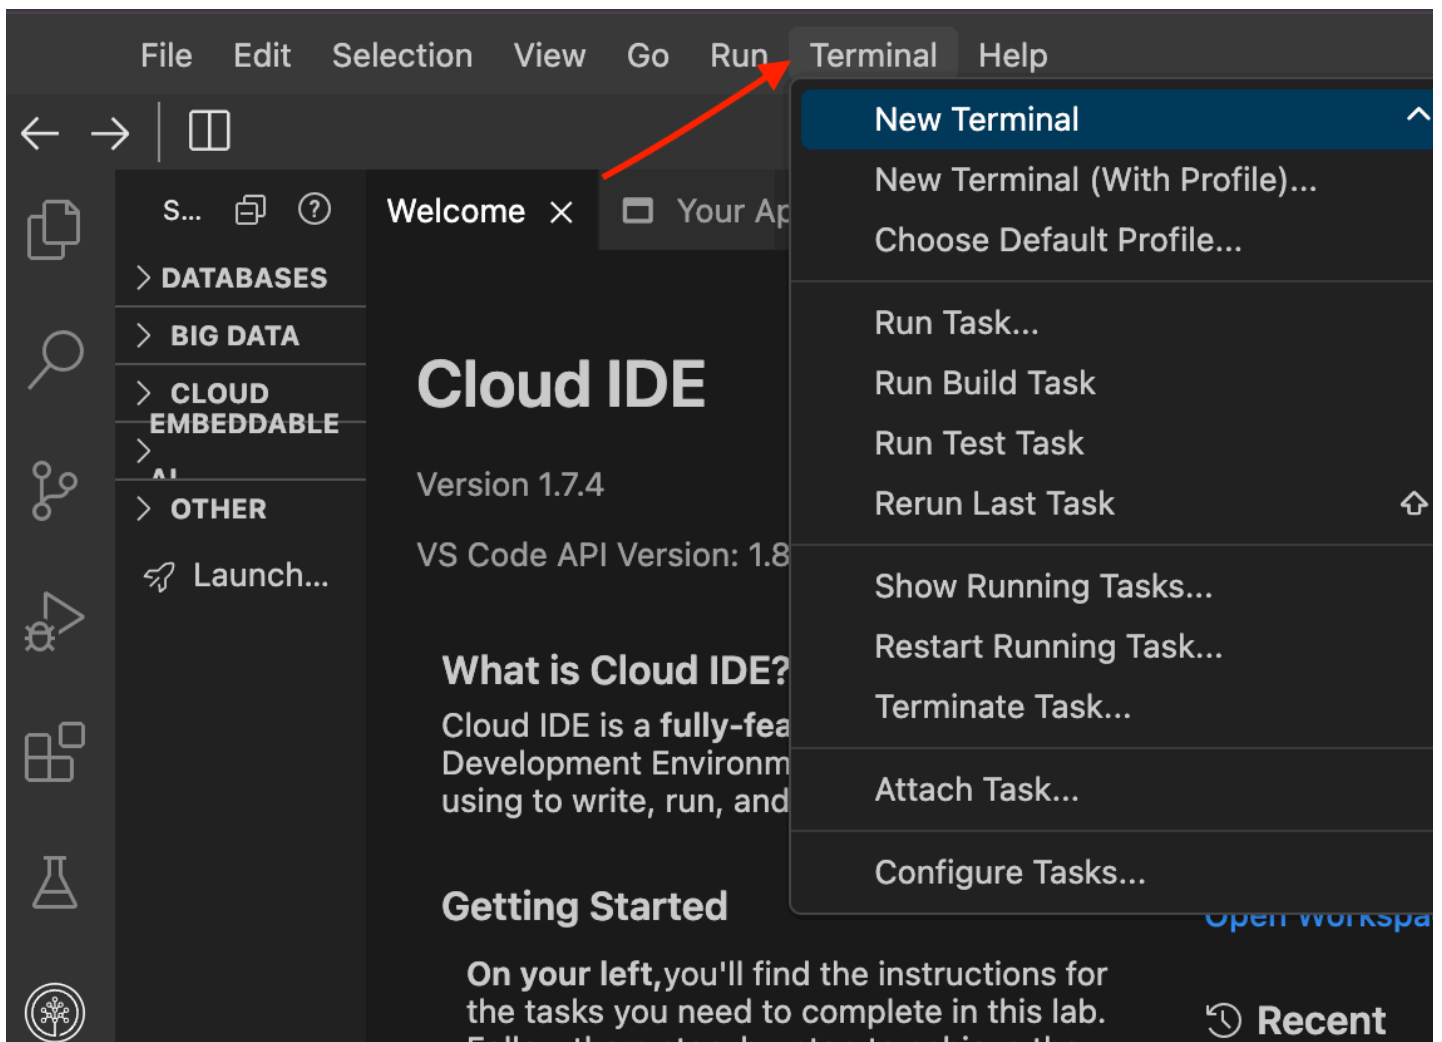 File Edit Selection View Go Run Terminal Help
New Terminal
New Terminal (With Profile)...
Choose Default Profile...
Run Task...
Run Build Task
Run Test Task
Rerun Last Task
Show Running Tasks...
Restart Running Task...
Terminate Task...
Attach Task...
Configure Tasks...
S...
DATABASES
BIG DATA
CLOUD
EMBEDDABLE
AI
OTHER
Launch...
Welcome Your Ap
Cloud IDE
Version 1.7.4
VS Code API Version: 1.8
What is Cloud IDE?
Cloud IDE is a fully-fea
Development Environm
using to write, run, and
Getting Started
On your left,you'll find the instructions for
the tasks you need to complete in this lab.
Open Workspa
Recent